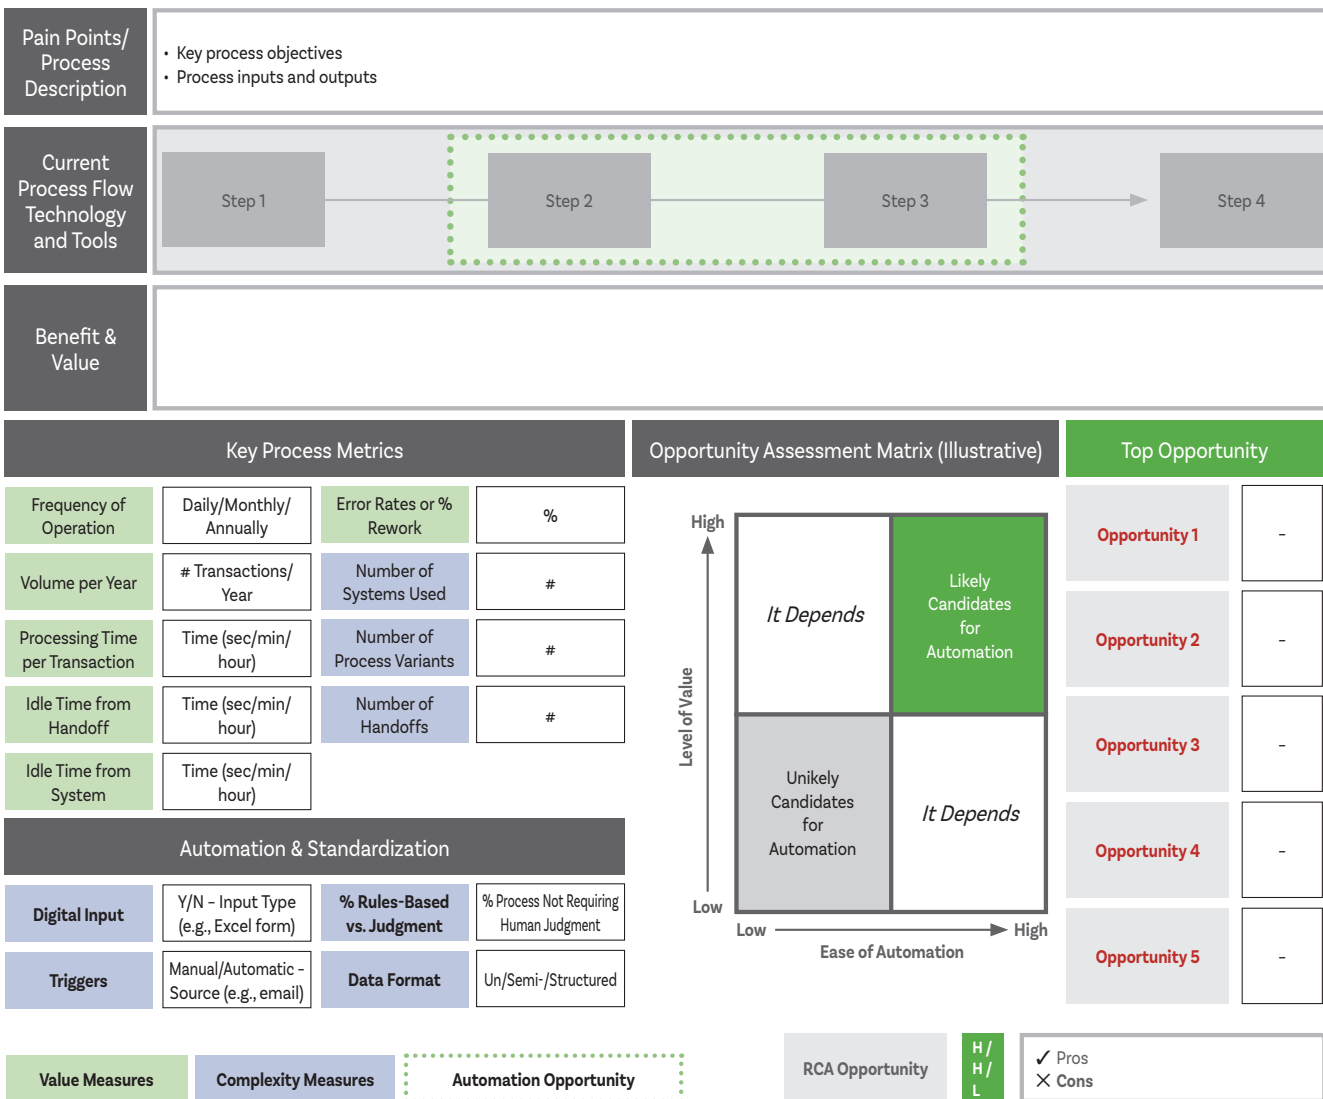 Pain Points/
Process
Description
• Key process objectives
• Process inputs and outputs
Current
Process Flow
Technology
and Tools
Step 1
Step 2
Step 3
Step 4
Benefit &
Value
Key Process Metrics
Frequency of
Operation
Daily/Monthly/
Annually
Error Rates or %
Rework
%
Volume per Year
# Transactions/
Year
Number of
Systems Used
#
Processing Time
per Transaction
Time (sec/min/
hour)
Number of
Process Variants
#
Idle Time from
Handoff
Time (sec/min/
hour)
Number of
Handoffs
#
Idle Time from
System
Time (sec/min/
hour)
Automation & Standardization
Digital Input
Y/N – Input Type
(e.g., Excel form)
% Rules-Based
vs. Judgment
% Process Not Requiring
Human Judgment
Triggers
Manual/Automatic –
Source (e.g., email)
Data Format
Un/Semi-/Structured
Opportunity Assessment Matrix (Illustrative)
High
Level of Value
Low
It Depends
Likely
Candidates
for
Automation
Unikely
Candidates
for
Automation
It Depends
Low
High
Ease of Automation
Top Opportunity
Opportunity 1
–
Opportunity 2
–
Opportunity 3
–
Opportunity 4
–
Opportunity 5
–
Value Measures
Complexity Measures
Automation Opportunity
RCA Opportunity
H /
H /
L
✓ Pros
✕ Cons